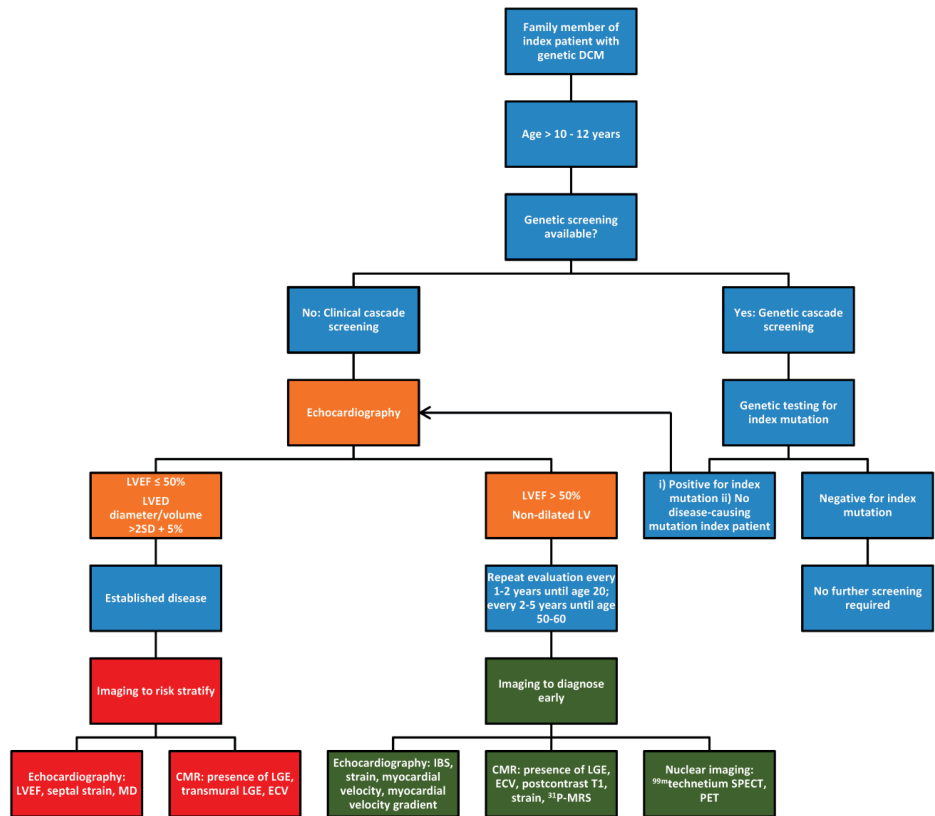 Family member of
index patient with
genetic DCM
Age > 10 - 12 years
Genetic screening
available?
No: Clinical cascade
screening
Yes: Genetic cascade
screening
Echocardiography
Genetic testing for
index mutation
LVEF ≤ 50%
LVED
diameter/volume
>2SD + 5%
LVEF > 50%
Non-dilated LV
i) Positive for index
mutation ii) No
disease-causing
mutation index patient
Negative for index
mutation
Established disease
Repeat evaluation every
1-2 years until age 20;
every 2-5 years until age
50-60
No further screening
required
Imaging to risk stratify
Imaging to diagnose
early
Echocardiography:
LVEF, septal strain, MD
CMR: presence of LGE,
transmural LGE, ECV
Echocardiography: IBS,
strain, myocardial
velocity, myocardial
velocity gradient
CMR: presence of LGE,
ECV, postcontrast T1,
strain, ³¹P-MRS
Nuclear imaging:
⁹⁹ᵐtechnetium SPECT,
PET